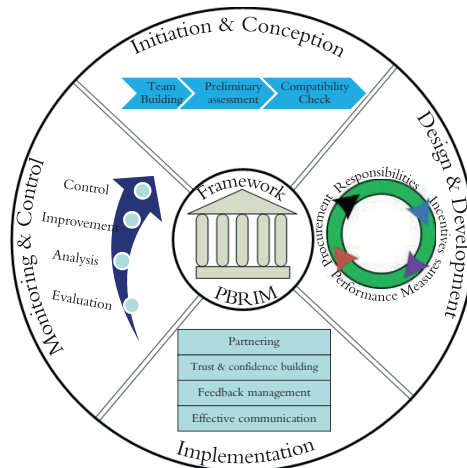 Initiation & Conception
Team
Building
Preliminary
assessment
Compatibility
Check
Design & Development
Responsibilities
Incentives
Performance Measures
Procurement
Framework
PBRIM
Monitoring & Control
Control
Improvement
Analysis
Evaluation
Partnering
Trust & confidence building
Feedback management
Effective communication
Implementation